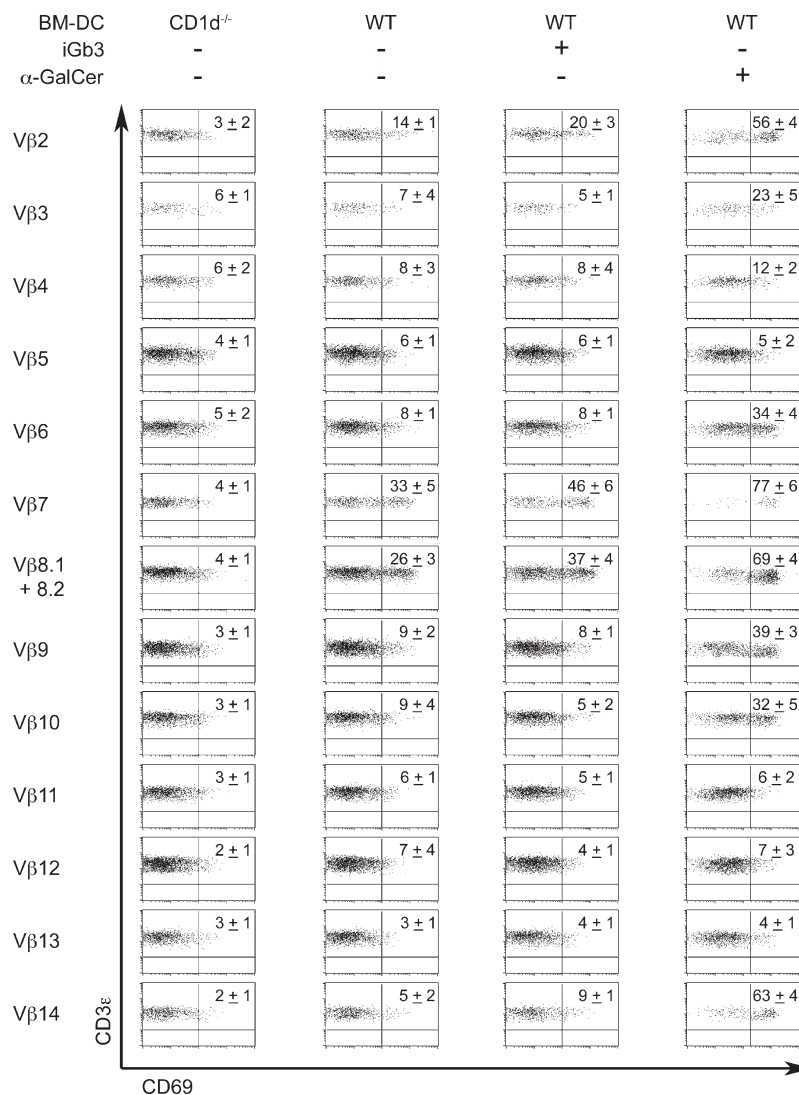 BM-DC CD1d-/- WT WT WT
iGb3 - - + -
α-GalCer - - - +
Vβ2 3 ± 2 14 ± 1 20 ± 3 56 ± 4
Vβ3 6 ± 1 7 ± 4 5 ± 1 23 ± 5
Vβ4 6 ± 2 8 ± 3 8 ± 4 12 ± 2
Vβ5 4 ± 1 6 ± 1 6 ± 1 5 ± 2
Vβ6 5 ± 2 8 ± 1 8 ± 1 34 ± 4
Vβ7 4 ± 1 33 ± 5 46 ± 6 77 ± 6
Vβ8.1 4 ± 1 26 ± 3 37 ± 4 69 ± 4
+ 8.2
Vβ9 3 ± 1 9 ± 2 8 ± 1 39 ± 3
Vβ10 3 ± 1 9 ± 4 5 ± 2 32 ± 5
Vβ11 3 ± 1 6 ± 1 5 ± 1 6 ± 2
Vβ12 2 ± 1 7 ± 4 4 ± 1 7 ± 3
Vβ13 3 ± 1 3 ± 1 4 ± 1 4 ± 1
Vβ14 2 ± 1 5 ± 2 9 ± 1 63 ± 4
CD3ε
CD69